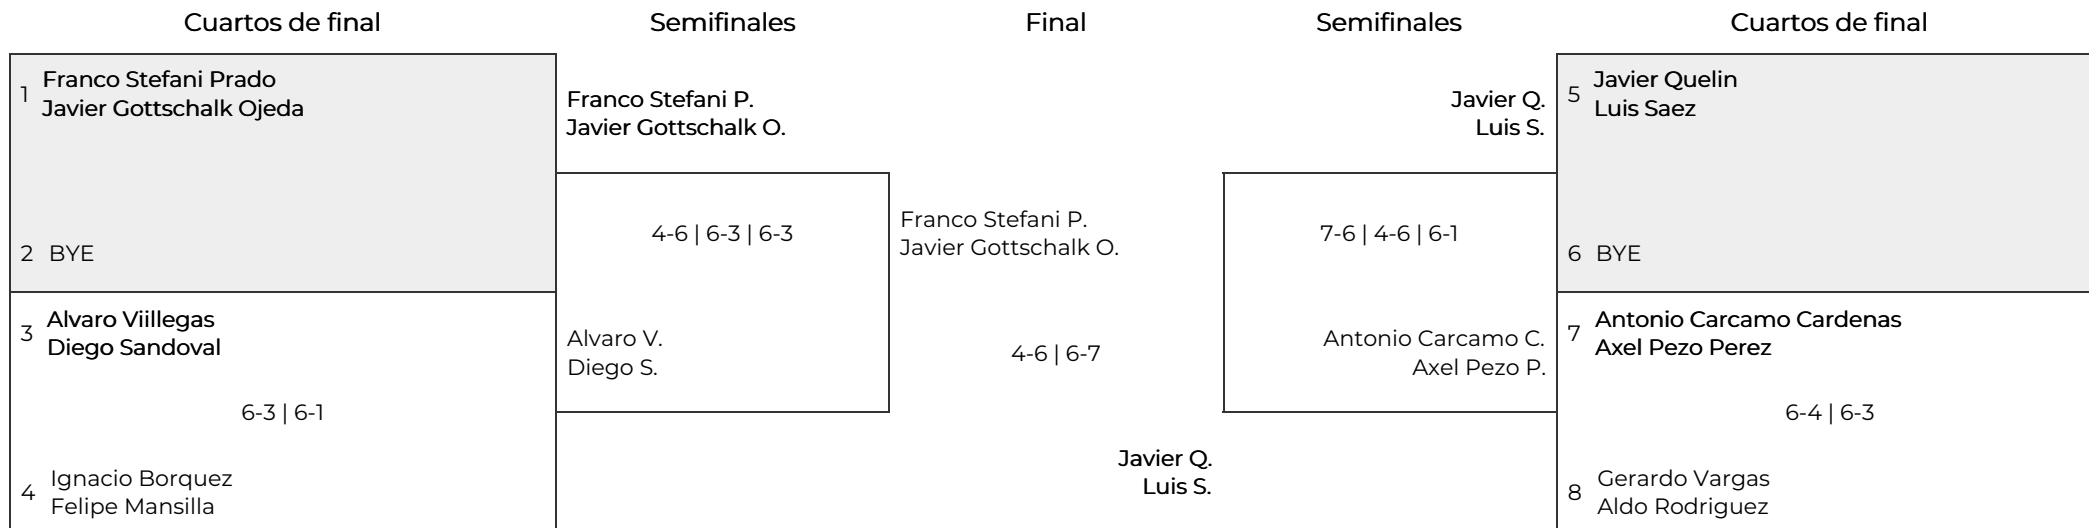 Cuartos de final
Semifinales
Final
Semifinales
Cuartos de final
1
Franco Stefani Prado
Javier Gottschalk Ojeda
2 BYE
3
Alvaro Viillegas
Diego Sandoval
6-3 | 6-1
4
Ignacio Borquez
Felipe Mansilla
Franco Stefani P.
Javier Gottschalk O.
4-6 | 6-3 | 6-3
Alvaro V.
Diego S.
Franco Stefani P.
Javier Gottschalk O.
4-6 | 6-7
Javier Q.
Luis S.
Javier Q.
Luis S.
7-6 | 4-6 | 6-1
Antonio Carcamo C.
Axel Pezo P.
5
Javier Quelin
Luis Saez
6 BYE
7
Antonio Carcamo Cardenas
Axel Pezo Perez
6-4 | 6-3
8
Gerardo Vargas
Aldo Rodriguez